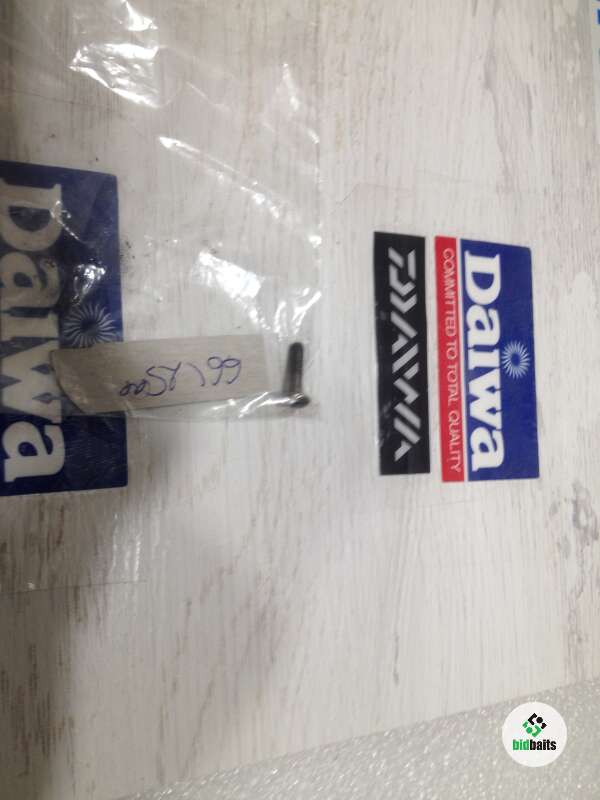 Daiwa
Daiwa
COMMITTED TO TOTAL QUALITY
DAIWA
bidbaits